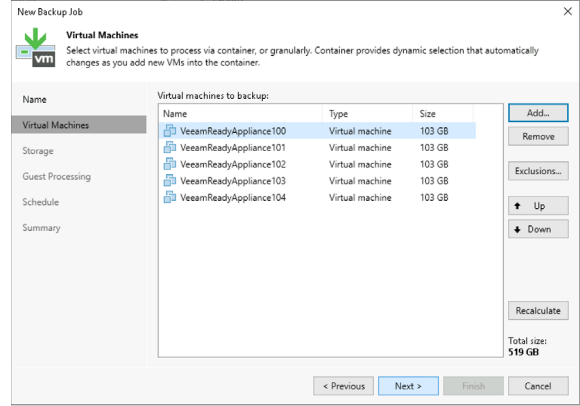 New Backup Job
Virtual Machines
Select virtual machines to process via container, or granularly. Container provides dynamic selection that automatically
changes as you add new VMs into the container.
vm
Name
Virtual Machines
Storage
Guest Processing
Schedule
Summary
Virtual machines to backup:
Name Type Size
VeeamReadyAppliance100 Virtual machine 103 GB
VeeamReadyAppliance101 Virtual machine 103 GB
VeeamReadyAppliance102 Virtual machine 103 GB
VeeamReadyAppliance103 Virtual machine 103 GB
VeeamReadyAppliance104 Virtual machine 103 GB
Add...
Remove
Exclusions...
Up
Down
Recalculate
Total size:
519 GB
< Previous Next > Finish Cancel